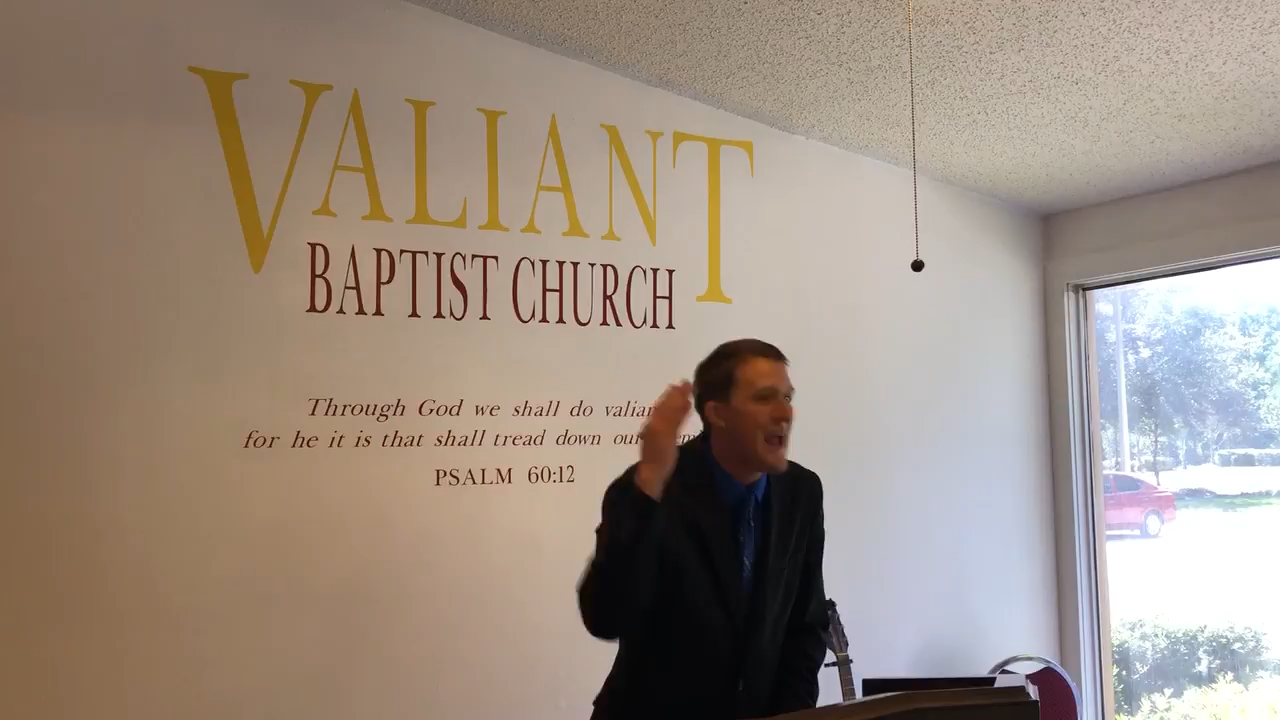 VALIANT
BAPTIST CHURCH
Through God we shall do
for he it is that shall tread down our
PSALM 60:12